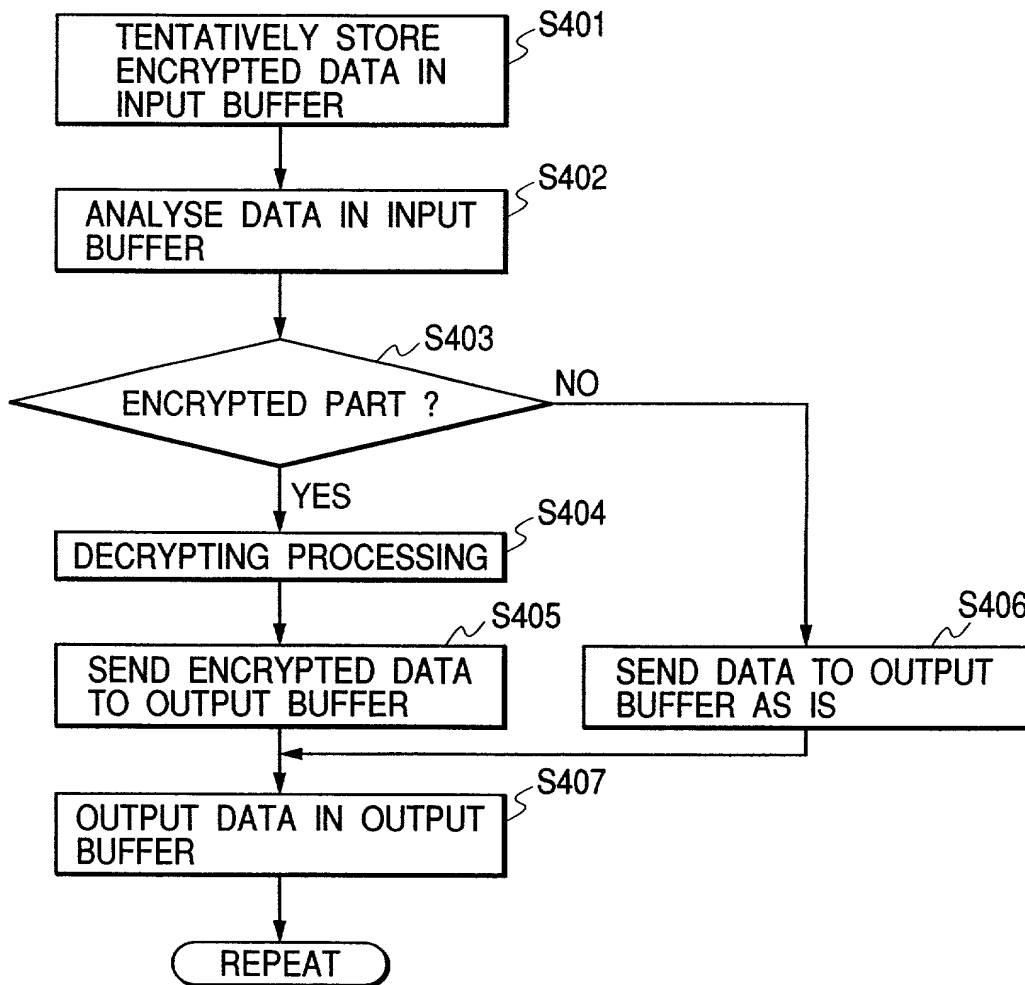 S401
TENTATIVELY STORE
ENCRYPTED DATA IN
INPUT BUFFER
S402
ANALYSE DATA IN INPUT
BUFFER
S403
ENCRYPTED PART ?
NO
YES
S404
DECRYPTING PROCESSING
S405
SEND ENCRYPTED DATA
TO OUTPUT BUFFER
S406
SEND DATA TO OUTPUT
BUFFER AS IS
S407
OUTPUT DATA IN OUTPUT
BUFFER
REPEAT